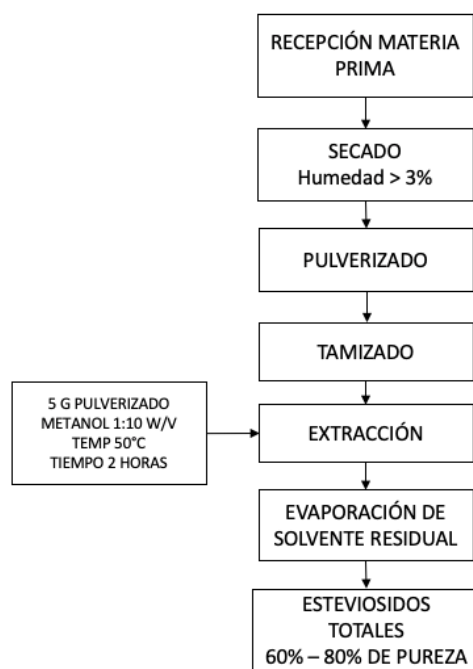 RECEPCIÓN MATERIA
PRIMA
SECADO
Humedad > 3%
PULVERIZADO
TAMIZADO
5 G PULVERIZADO
METANOL 1:10 W/V
TEMP 50°C
TIEMPO 2 HORAS
EXTRACCIÓN
EVAPORACIÓN DE
SOLVENTE RESIDUAL
ESTEVIOSIDOS
TOTALES
60% – 80% DE PUREZA